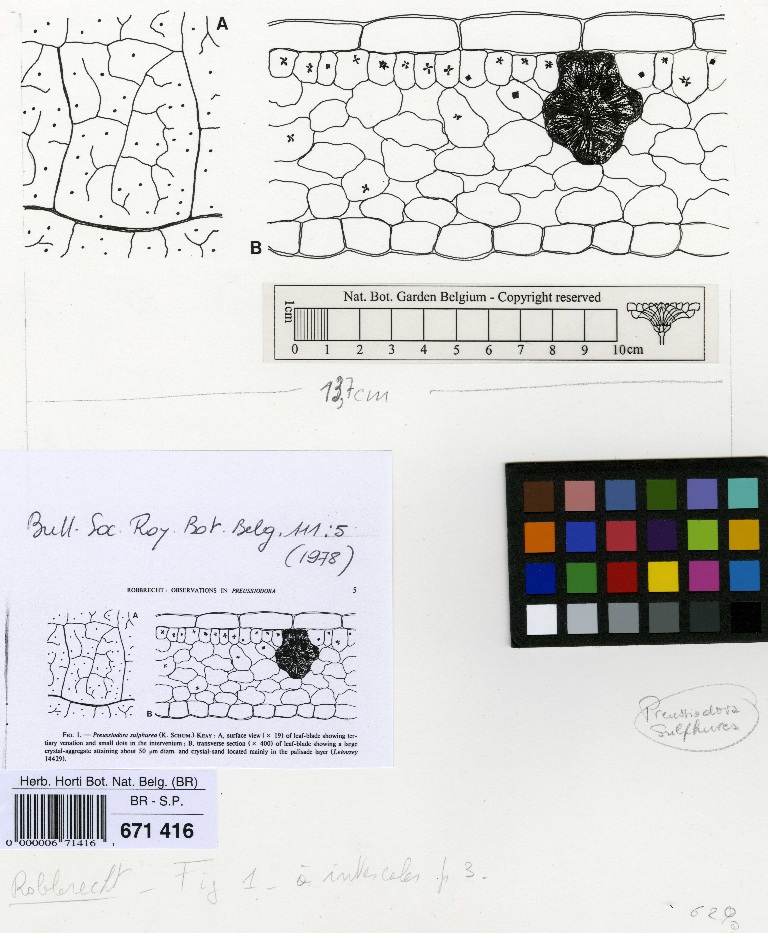 A
B
Nat. Bot. Garden Belgium - Copyright reserved
1cm
0 1 2 3 4 5 6 7 8 9 10cm
13,7cm
Bull. Soc. Roy. Bot. Belg. 111:5
(1978)
ROBBRECHT - OBSERVATIONS IN PREUSSIODORA 5
A
B
FIG. 1. — Preussiodora sulphurea (K. SCHUM.) KEAY : A, surface view (× 19) of leaf-blade showing ter-
tiary venation and small dots in the intervenium ; B, transverse section (× 400) of leaf-blade showing a large
crystal-aggregate attaining about 50 μm diam. and crystal-sand located mainly in the palisade layer (Letouzey
14429).
Preussiodora
sulphurea
Herb. Horti Bot. Nat. Belg. (BR)
BR - S.P.
671 416
0 000006 71416
Robbrecht - Fig 1 - à intercaler p 3.